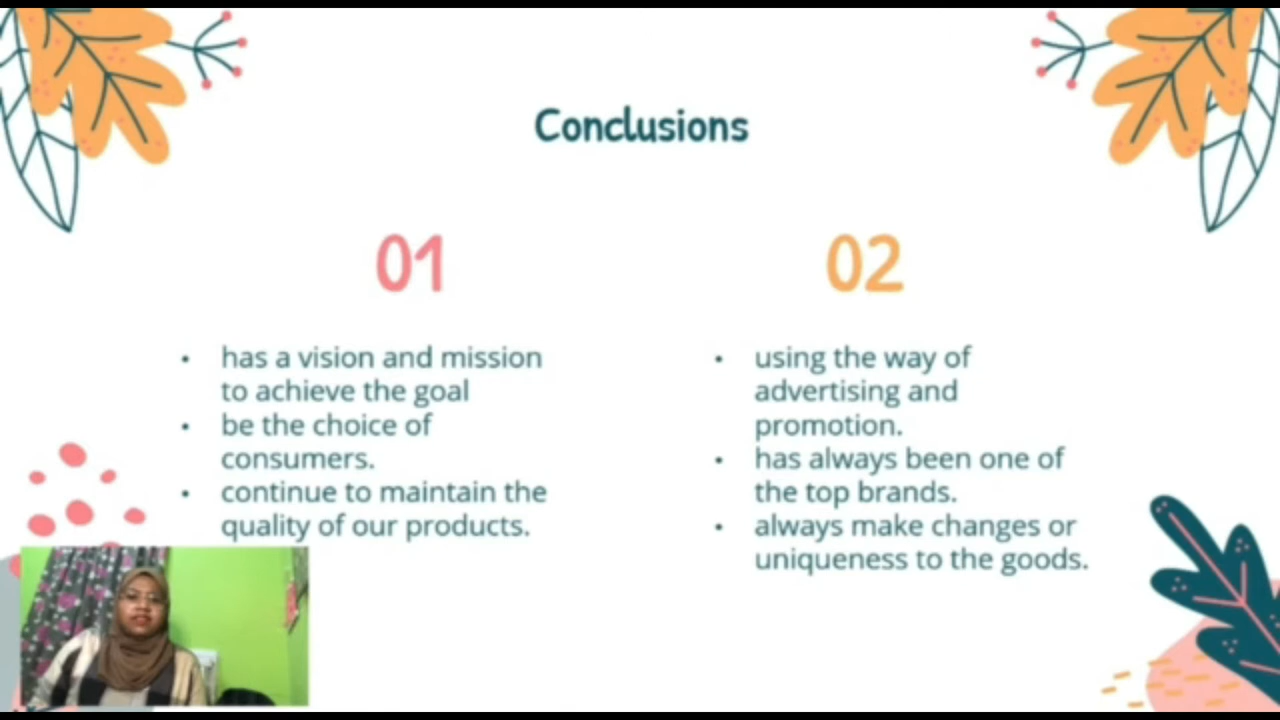 Conclusions
01
has a vision and mission
to achieve the goal
be the choice of
consumers.
continue to maintain the
quality of our products.
02
using the way of
advertising and
promotion.
has always been one of
the top brands.
always make changes or
uniqueness to the goods.